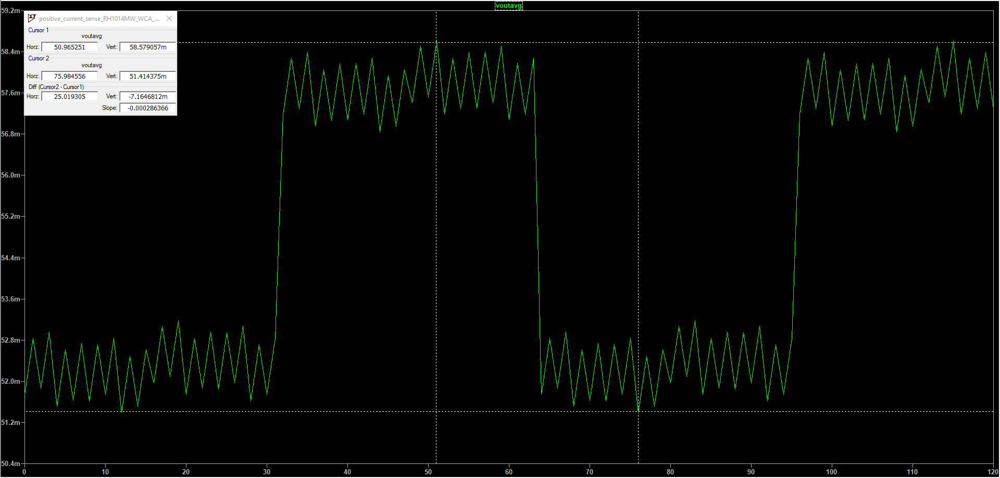 voutavg
59.2m
58.4m
57.6m
56.8m
56.0m
55.2m
54.4m
53.6m
52.8m
52.0m
51.2m
50.4m
positive_current_sense_RH1014MW_WCA_...
Cursor 1
voutavg
Horz: 50.965251 Vert: 58.579057m
Cursor 2
voutavg
Horz: 75.984556 Vert: 51.414375m
Diff (Cursor2 - Cursor1)
Horz: 25.019305 Vert: -7.1646812m
Slope: -0.000286366
0 10 20 30 40 50 60 70 80 90 100 110 120